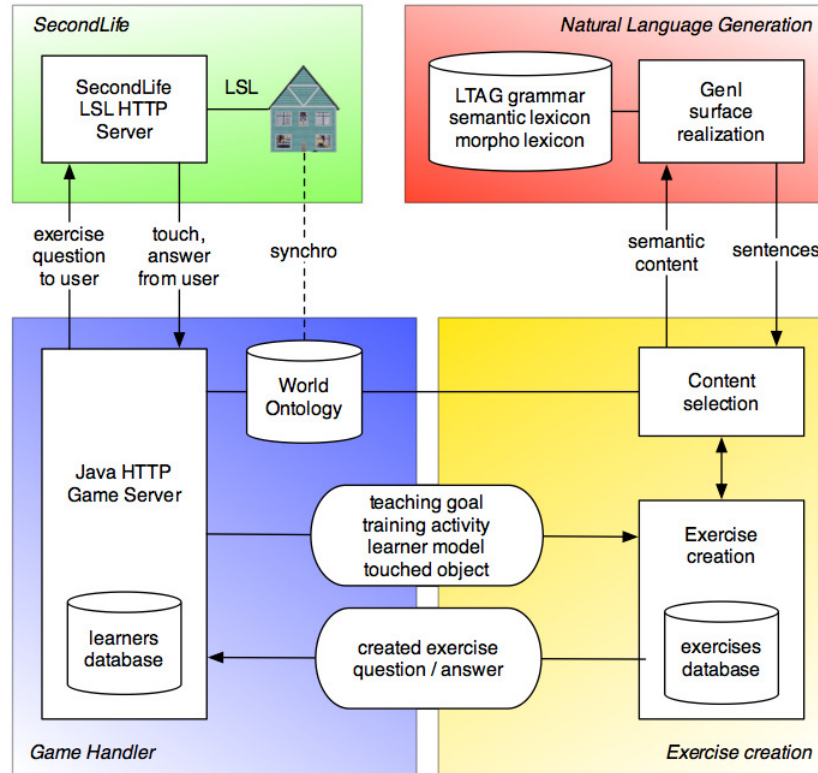 SecondLife
SecondLife
LSL HTTP
Server
LSL
Natural Language Generation
LTAG grammar
semantic lexicon
morpho lexicon
GenI
surface
realization
exercise
question
to user
touch,
answer
from user
synchro
semantic
content
sentences
World
Ontology
Content
selection
Java HTTP
Game Server
teaching goal
training activity
learner model
touched object
Exercise
creation
learners
database
created exercise
question / answer
exercises
database
Game Handler
Exercise creation